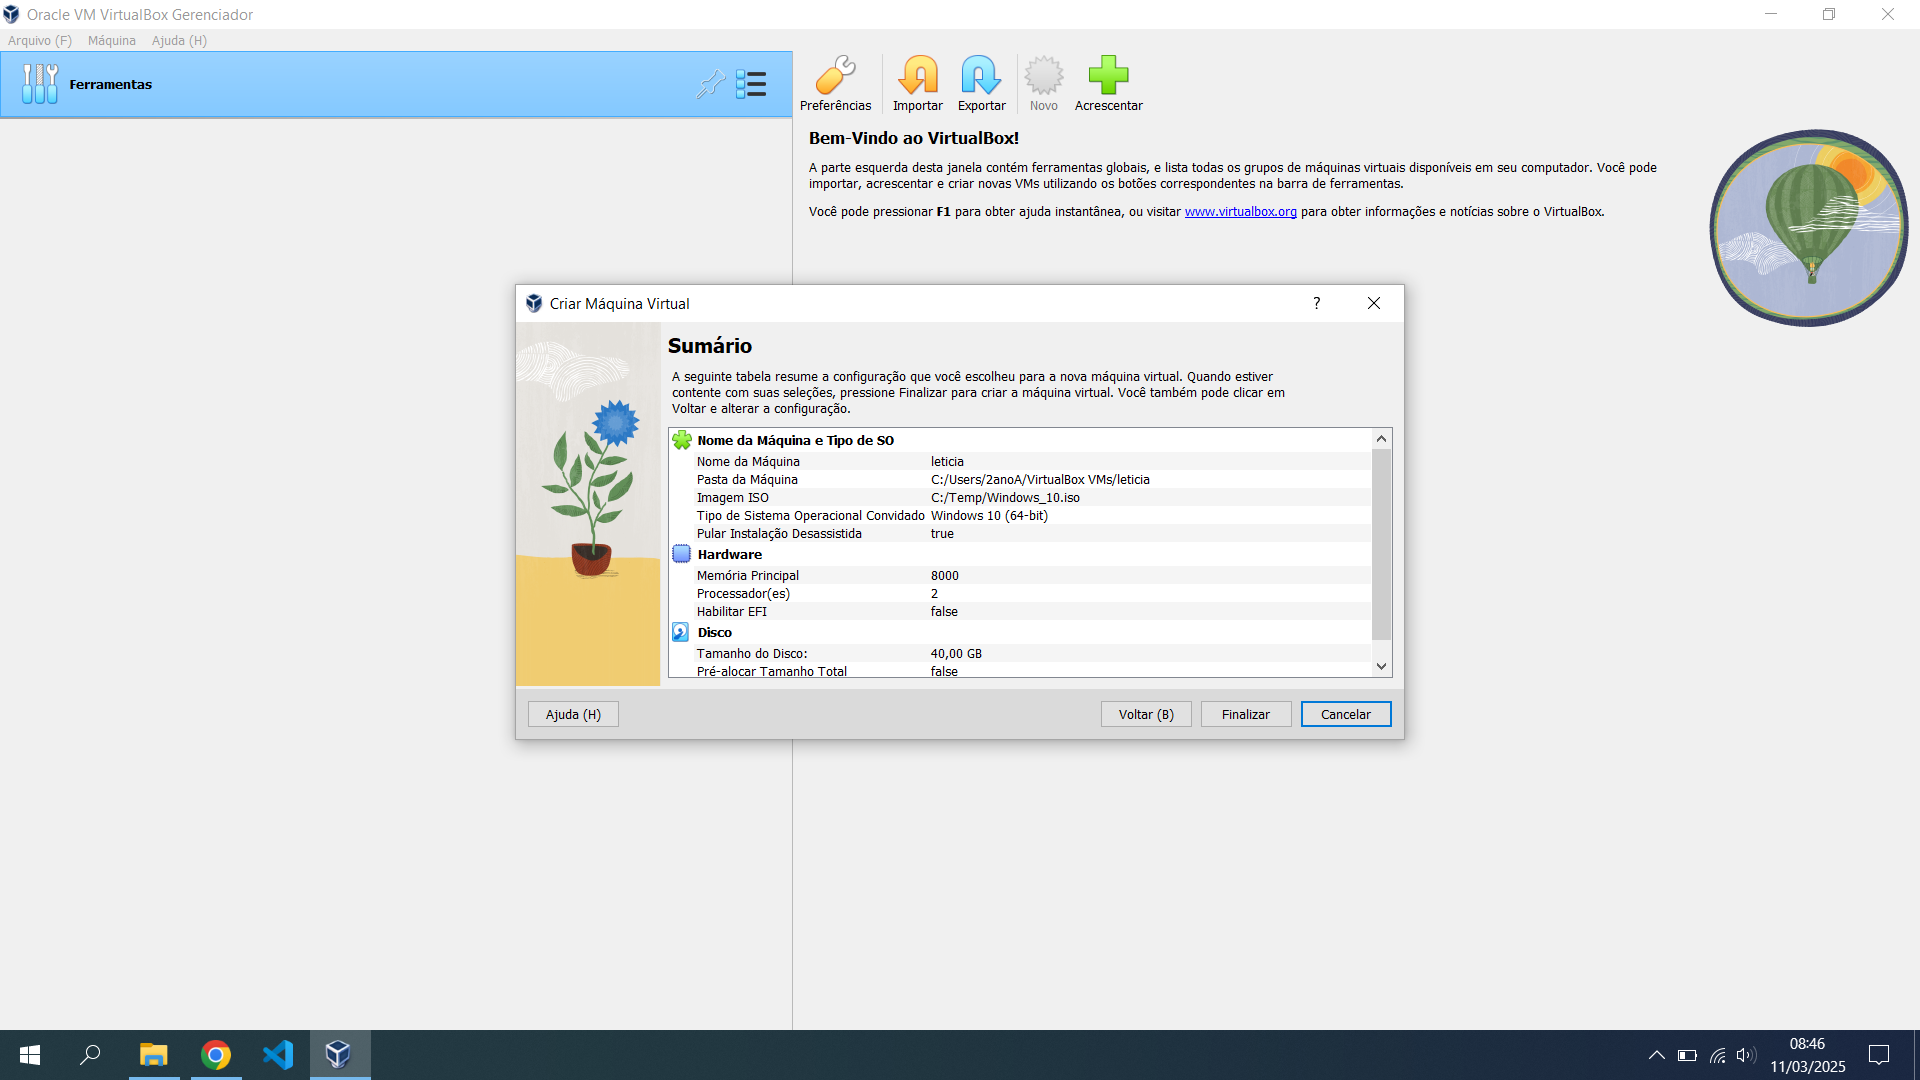 Oracle VM VirtualBox Gerenciador
Arquivo (F) Máquina Ajuda (H)
Ferramentas
Preferências Importar Exportar Novo Acrescentar
Bem-Vindo ao VirtualBox!
A parte esquerda desta janela contém ferramentas globais, e lista todas os grupos de máquinas virtuais disponíveis em seu computador. Você pode
importar, acrescentar e criar novas VMs utilizando os botões correspondentes na barra de ferramentas.
Você pode pressionar F1 para obter ajuda instantânea, ou visitar www.virtualbox.org para obter informações e notícias sobre o VirtualBox.
Criar Máquina Virtual ?
Sumário
A seguinte tabela resume a configuração que você escolheu para a nova máquina virtual. Quando estiver
contente com suas seleções, pressione Finalizar para criar a máquina virtual. Você também pode clicar em
Voltar e alterar a configuração.
Nome da Máquina e Tipo de SO
Nome da Máquina leticia
Pasta da Máquina C:/Users/2anoA/VirtualBox VMs/leticia
Imagem ISO C:/Temp/Windows_10.iso
Tipo de Sistema Operacional Convidado Windows 10 (64-bit)
Pular Instalação Desassistida true
Hardware
Memória Principal 8000
Processador(es) 2
Habilitar EFI false
Disco
Tamanho do Disco: 40,00 GB
Pré-alocar Tamanho Total false
Ajuda (H) Voltar (B) Finalizar Cancelar
08:46
11/03/2025